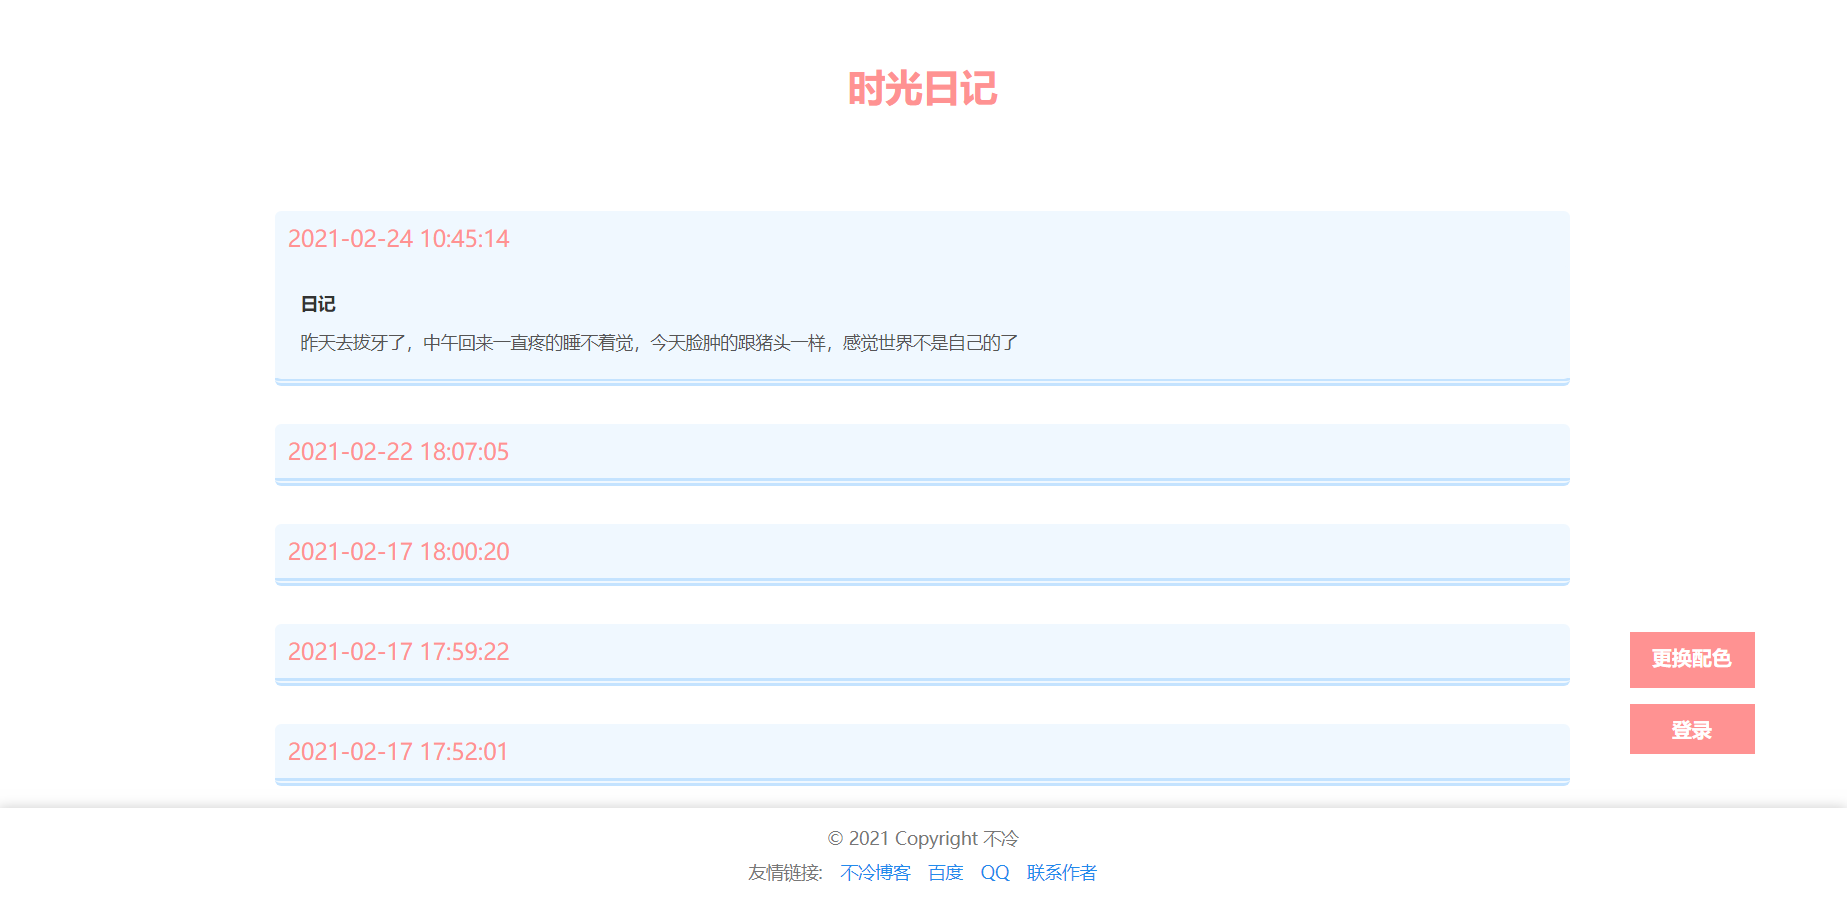 时光日记
2021-02-24 10:45:14
日记
昨天去拔牙了，中午回来一直疼的睡不着觉，今天脸肿的跟猪头一样，感觉世界不是自己的了
2021-02-22 18:07:05
2021-02-17 18:00:20
2021-02-17 17:59:22
更换配色
登录
2021-02-17 17:52:01
© 2021 Copyright 不冷
友情链接: 不冷博客 百度 QQ 联系作者